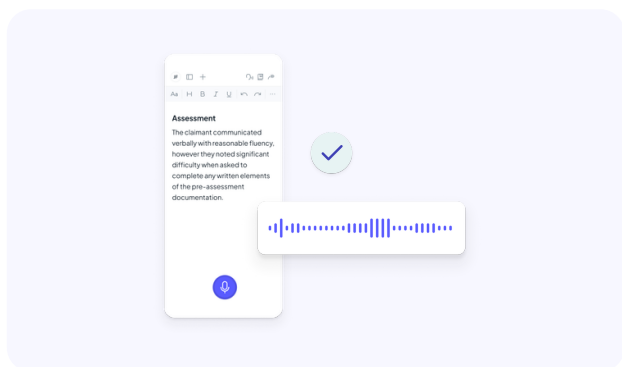 Aa H B I U
Assessment
The claimant communicated
verbally with reasonable fluency,
however they noted significant
difficulty when asked to
complete any written elements
of the pre-assessment
documentation.